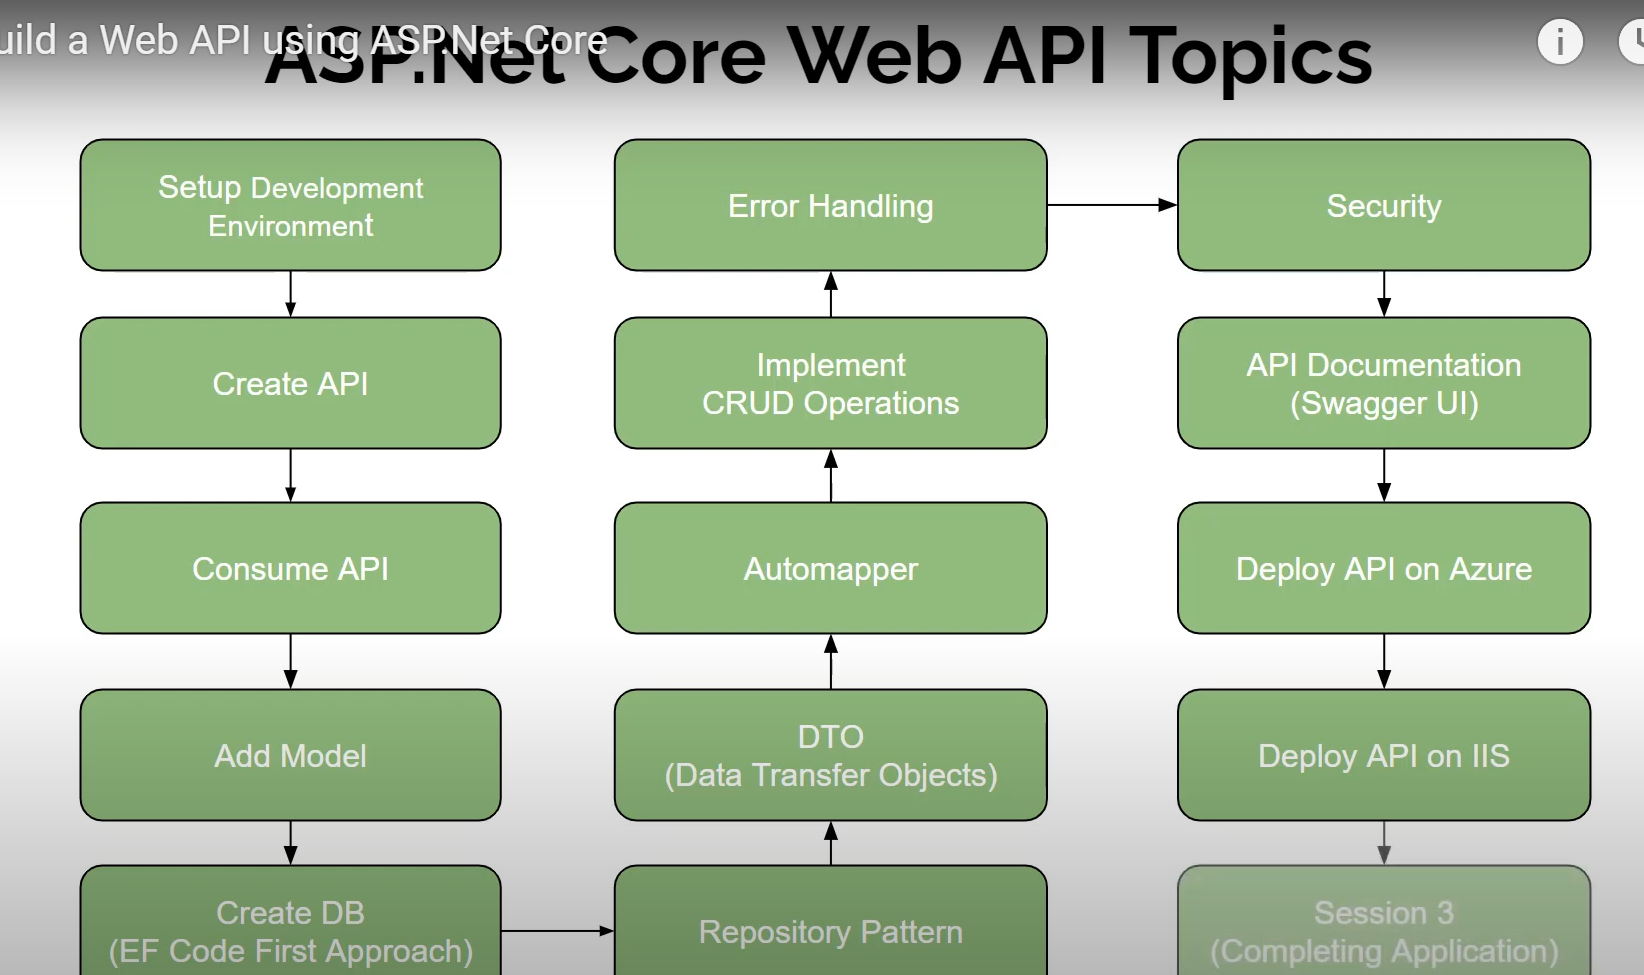 uild a Web API using ASP.Net Core
ASP.Net Core Web API Topics
Setup Development
Environment
Create API
Consume API
Add Model
Create DB
(EF Code First Approach)
Repository Pattern
DTO
(Data Transfer Objects)
Automapper
Implement
CRUD Operations
Error Handling
Security
API Documentation
(Swagger UI)
Deploy API on Azure
Deploy API on IIS
Session 3
(Completing Application)